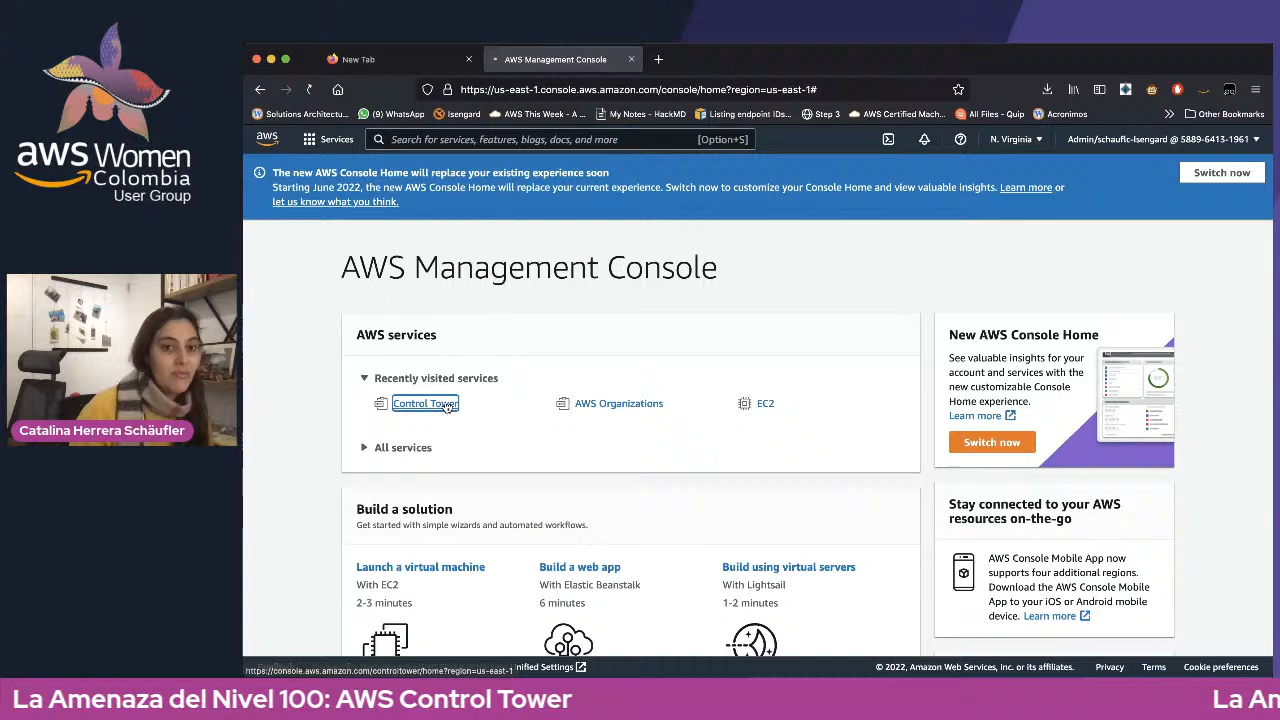 aws Women
Colombia
User Group
Catalina Herrera Schäufler
New Tab
AWS Management Console
https://us-east-1.console.aws.amazon.com/console/home?region=us-east-1#
Solutions Architectu...
(9) WhatsApp
Isengard
AWS This Week - A ...
My Notes - HackMD
Listing endpoint IDs...
Step 3
AWS Certified Machi...
All Files - Quip
Acronimos
Other Bookmarks
aws
Services
Search for services, features, blogs, docs, and more
[Option+S]
N. Virginia
Admin/schauflc-Isengard @ 5889-6413-1961
The new AWS Console Home will replace your existing experience soon
Starting June 2022, the new AWS Console Home will replace your current experience. Switch now to customize your Console Home and view valuable insights. Learn more or
let us know what you think.
Switch now
AWS Management Console
AWS services
Recently visited services
Control Tower
AWS Organizations
EC2
All services
New AWS Console Home
See valuable insights for your
account and services with
the new customizable Console
Home experience.
Learn more
Switch now
Build a solution
Get started with simple wizards and automated workflows.
Launch a virtual machine
With EC2
2-3 minutes
Build a web app
With Elastic Beanstalk
6 minutes
Build using virtual servers
With Lightsail
1-2 minutes
Stay connected to your AWS
resources on-the-go
AWS Console Mobile App now
supports four additional regions.
Download the AWS Console Mobile
App to your iOS or Android mobile
device. Learn more
https://console.aws.amazon.com/controltower/home?region=us-east-1
nified Settings
© 2022, Amazon Web Services, Inc. or its affiliates.
Privacy
Terms
Cookie preferences
La Amenaza del Nivel 100: AWS Control Tower
La Am